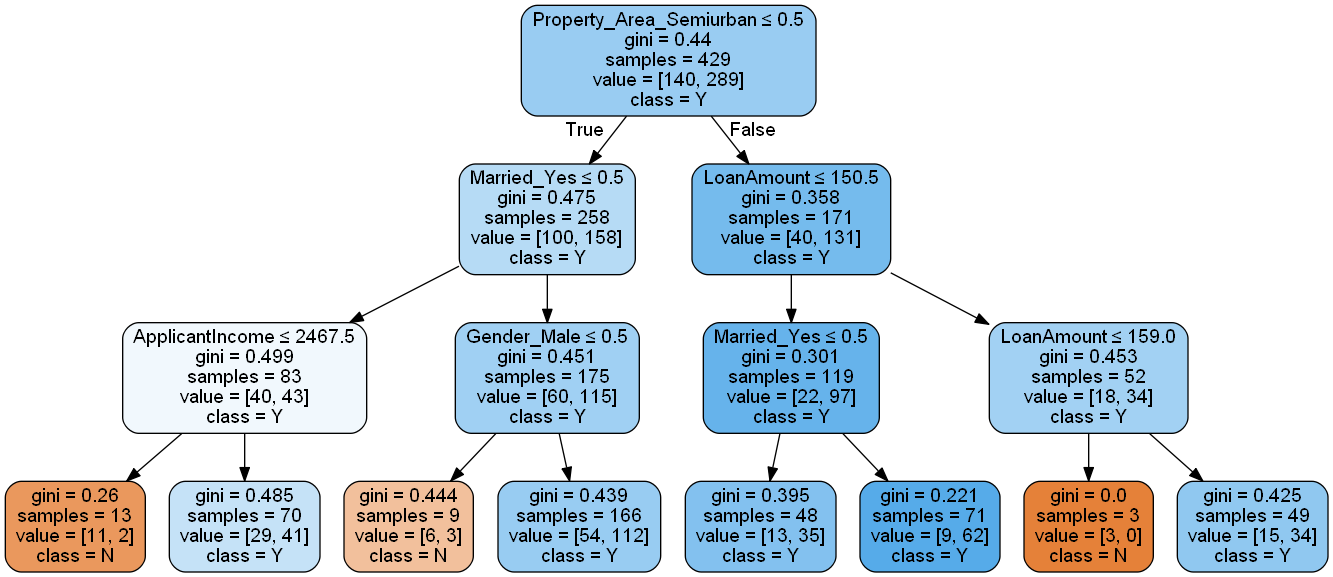 Property_Area_Semiurban ≤ 0.5
gini = 0.44
samples = 429
value = [140, 289]
class = Y
True
False
Married_Yes ≤ 0.5
gini = 0.475
samples = 258
value = [100, 158]
class = Y
LoanAmount ≤ 150.5
gini = 0.358
samples = 171
value = [40, 131]
class = Y
ApplicantIncome ≤ 2467.5
gini = 0.499
samples = 83
value = [40, 43]
class = Y
Gender_Male ≤ 0.5
gini = 0.451
samples = 175
value = [60, 115]
class = Y
Married_Yes ≤ 0.5
gini = 0.301
samples = 119
value = [22, 97]
class = Y
LoanAmount ≤ 159.0
gini = 0.453
samples = 52
value = [18, 34]
class = Y
gini = 0.26
samples = 13
value = [11, 2]
class = N
gini = 0.485
samples = 70
value = [29, 41]
class = Y
gini = 0.444
samples = 9
value = [6, 3]
class = N
gini = 0.439
samples = 166
value = [54, 112]
class = Y
gini = 0.395
samples = 48
value = [13, 35]
class = Y
gini = 0.221
samples = 71
value = [9, 62]
class = Y
gini = 0.0
samples = 3
value = [3, 0]
class = N
gini = 0.425
samples = 49
value = [15, 34]
class = Y